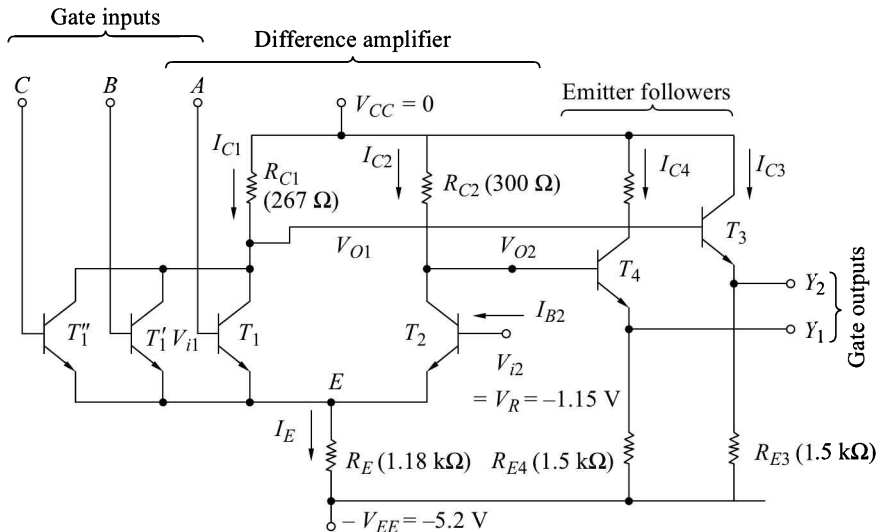 Gate inputs
Difference amplifier
C B A
Emitter followers
V_CC = 0
I_C1 I_C2 I_C4 I_C3
R_C1
(267 Ω)
R_C2 (300 Ω)
V_O1 V_O2 T_3
T_4
Y_2
T_1'' T_1' V_i1 T_1 T_2 I_B2
Y_1
Gate outputs
V_i2
E = V_R = –1.15 V
I_E
R_E (1.18 kΩ) R_E4 (1.5 kΩ) R_E3 (1.5 kΩ)
– V_EE = –5.2 V